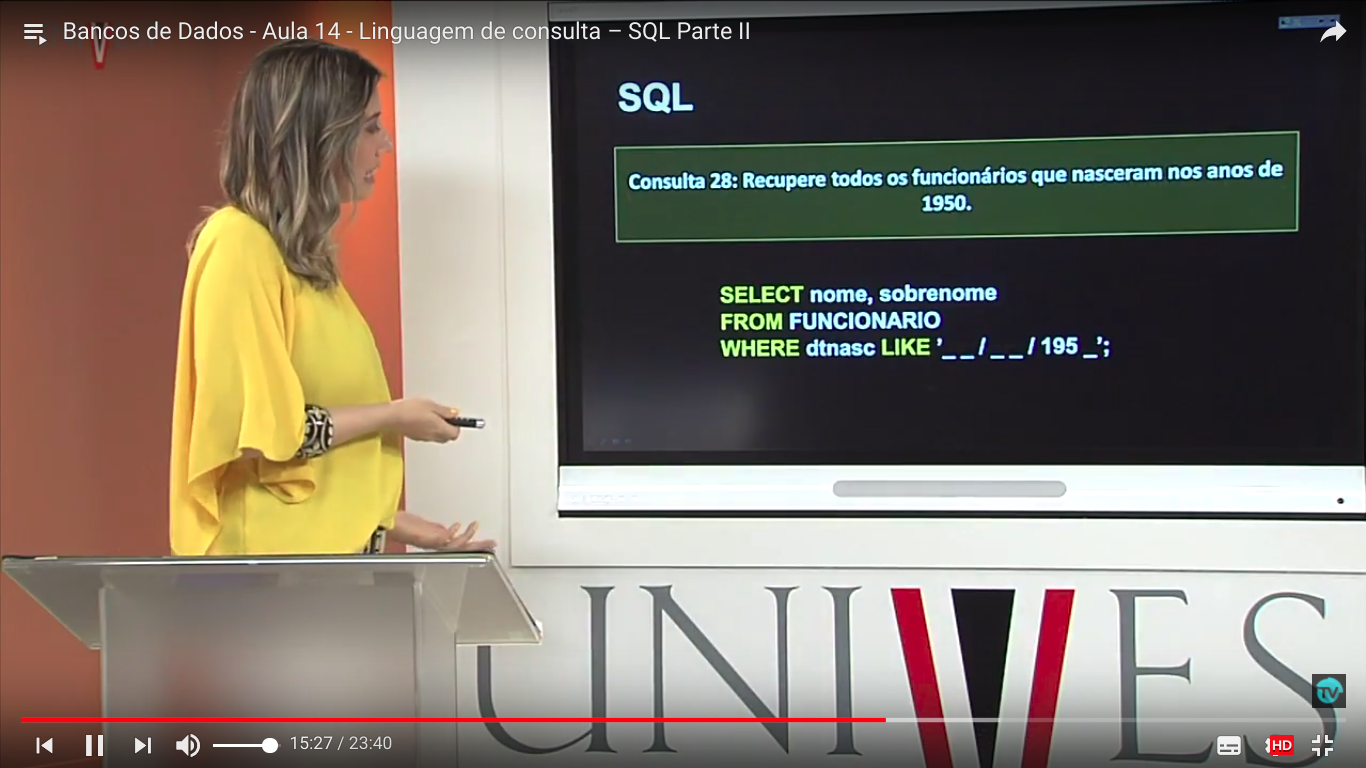 Bancos de Dados - Aula 14 - Linguagem de consulta – SQL Parte II
SQL
Consulta 28: Recupere todos os funcionários que nasceram nos anos de
1950.
SELECT nome, sobrenome
FROM FUNCIONARIO
WHERE dtnasc LIKE ’_ _ / _ _ / 195 _’;
UNIVES
TV
15:27 / 23:40
HD